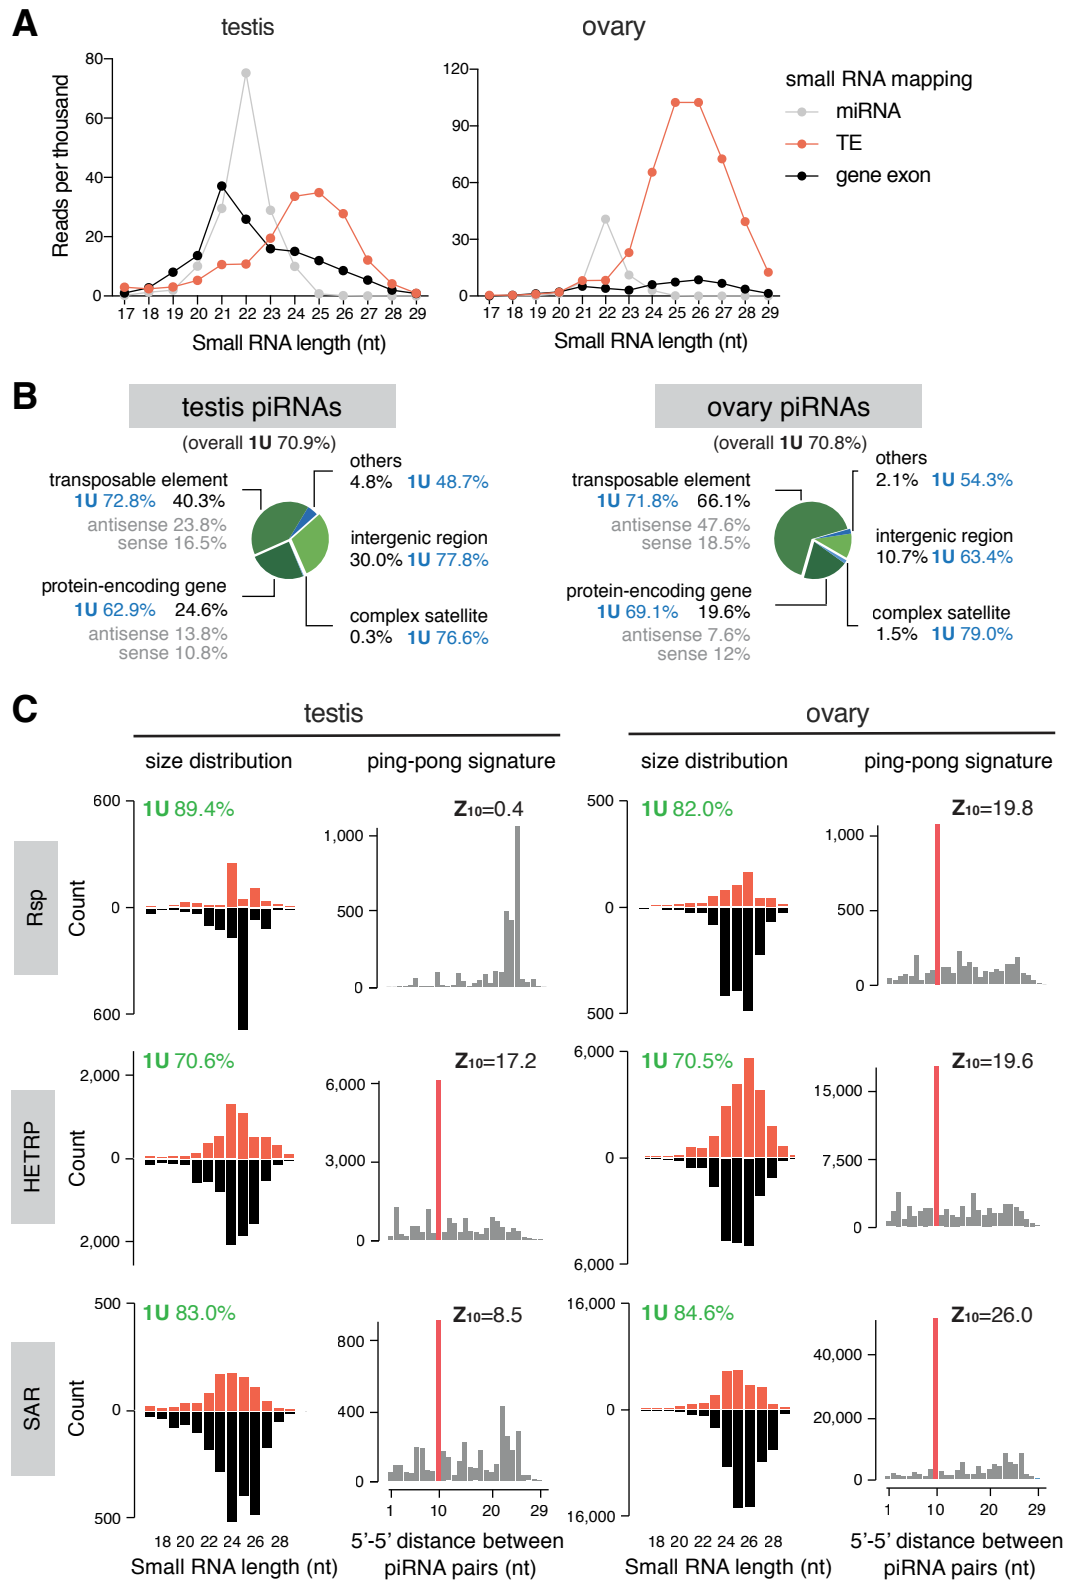 A
testis
ovary
80
60
40
20
0
Reads per thousand
17 18 19 20 21 22 23 24 25 26 27 28 29
Small RNA length (nt)
120
90
60
30
0
17 18 19 20 21 22 23 24 25 26 27 28 29
Small RNA length (nt)
small RNA mapping
miRNA
TE
gene exon
B
testis piRNAs
(overall 1U 70.9%)
transposable element
1U 72.8% 40.3%
antisense 23.8%
sense 16.5%
protein-encoding gene
1U 62.9% 24.6%
antisense 13.8%
sense 10.8%
others
4.8% 1U 48.7%
intergenic region
30.0% 1U 77.8%
complex satellite
0.3% 1U 76.6%
ovary piRNAs
(overall 1U 70.8%)
transposable element
1U 71.8% 66.1%
antisense 47.6%
sense 18.5%
protein-encoding gene
1U 69.1% 19.6%
antisense 7.6%
sense 12%
others
2.1% 1U 54.3%
intergenic region
10.7% 1U 63.4%
complex satellite
1.5% 1U 79.0%
C
testis
ovary
size distribution
ping-pong signature
size distribution
ping-pong signature
Rsp
Count
600
0
600
1U 89.4%
1,000
500
0
Z10=0.4
500
0
500
1U 82.0%
1,000
500
0
Z10=19.8
HETRP
Count
2,000
0
2,000
1U 70.6%
6,000
3,000
0
Z10=17.2
6,000
0
6,000
1U 70.5%
15,000
7,500
0
Z10=19.6
SAR
Count
500
0
500
1U 83.0%
800
400
0
Z10=8.5
16,000
0
16,000
1U 84.6%
40,000
20,000
0
Z10=26.0
18 20 22 24 26 28
Small RNA length (nt)
1 10 20 29
5’-5’ distance between
piRNA pairs (nt)
18 20 22 24 26 28
Small RNA length (nt)
1 10 20 29
5’-5’ distance between
piRNA pairs (nt)